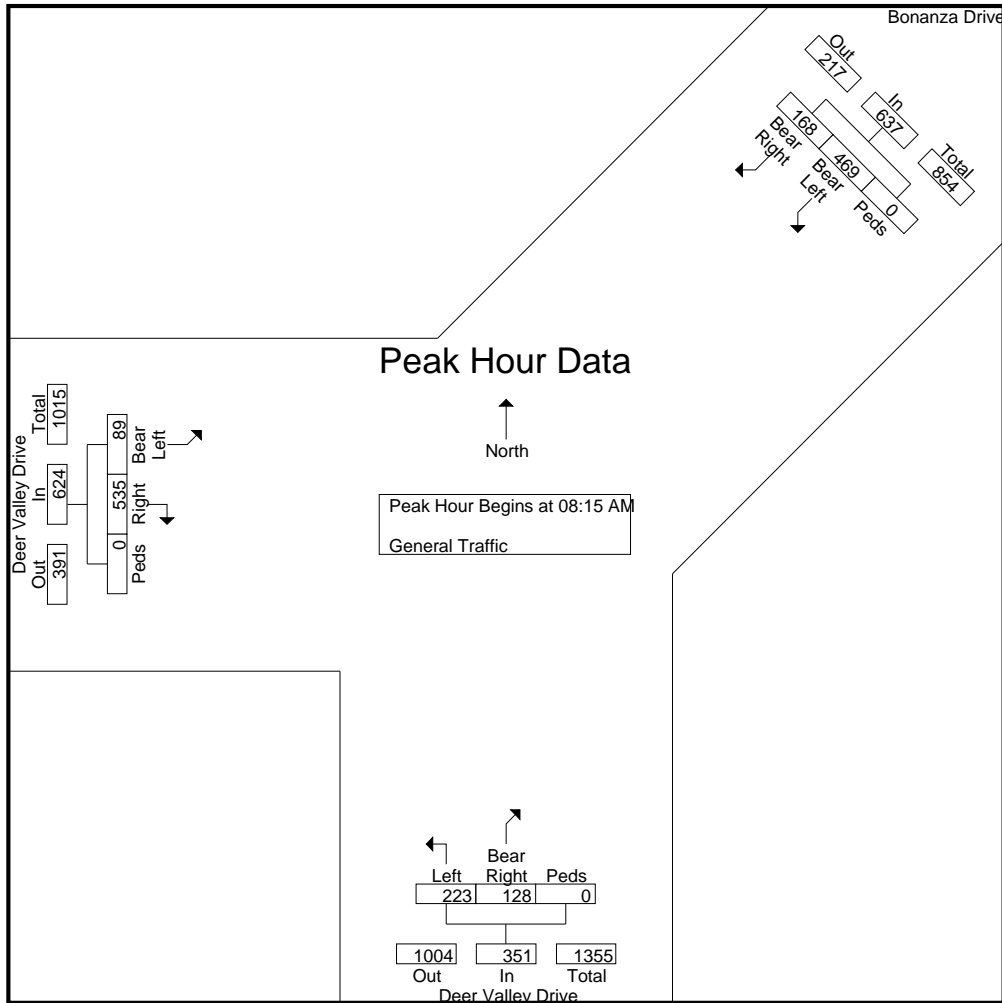 Bonanza Drive
Out
217
In
637
Total
854
168
469
0
Bear
Right
Bear
Left
Peds
Peak Hour Data
North
Peak Hour Begins at 08:15 AM
General Traffic
Deer Valley Drive
Total
1015
In
624
Out
391
89
535
0
Bear
Left
Right
Peds
Bear
Left
Right
Peds
223
128
0
1004
351
1355
Out
In
Total
Deer Valley Drive